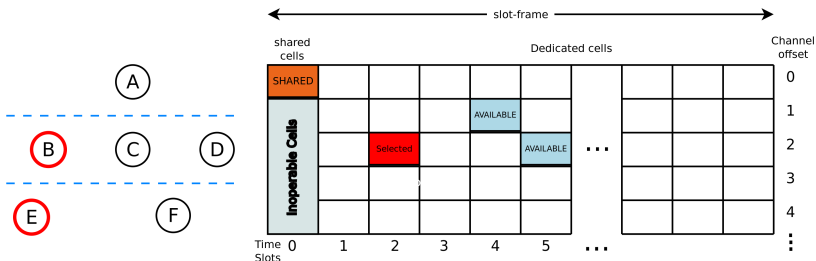 slot-frame
shared
cells
Dedicated cells
Channel
offset
A
B
C
D
E
F
SHARED
Inoperable Cells
AVAILABLE
Selected
AVAILABLE
...
0
1
2
3
4
⋮
Time
Slots
0
1
2
3
4
5
...